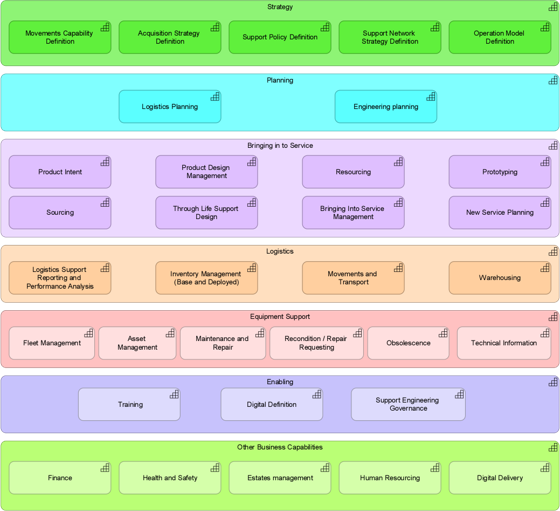 Strategy
Movements Capability
Definition
Acquisition Strategy
Definition
Support Policy Definition
Support Network
Strategy Definition
Operation Model
Definition
Planning
Logistics Planning
Engineering planning
Bringing in to Service
Product Intent
Product Design
Management
Resourcing
Prototyping
Sourcing
Through Life Support
Design
Bringing Into Service
Management
New Service Planning
Logistics
Logistics Support
Reporting and
Performance Analysis
Inventory Management
(Base and Deployed)
Movements and
Transport
Warehousing
Equipment Support
Fleet Management
Asset
Management
Maintenance and
Repair
Recondition / Repair
Requesting
Obsolescence
Technical Information
Enabling
Training
Digital Definition
Support Engineering
Governance
Other Business Capabilities
Finance
Health and Safety
Estates management
Human Resourcing
Digital Delivery